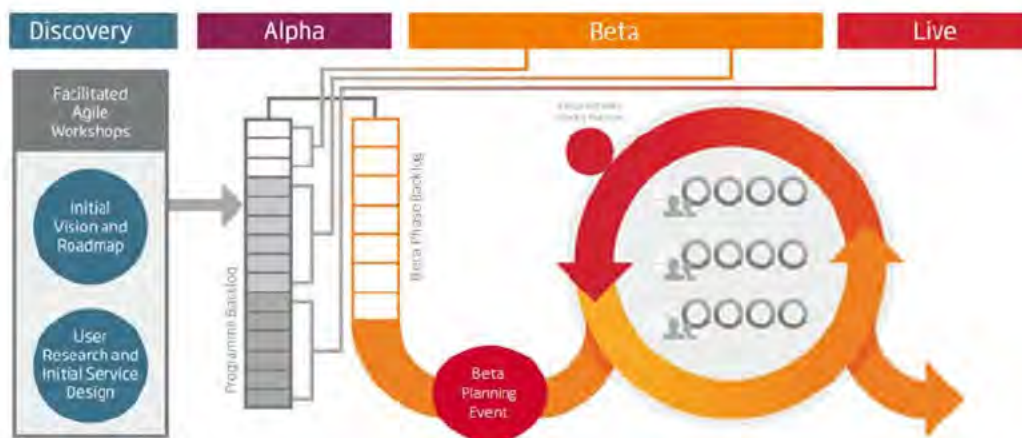 Discovery
Alpha
Beta
Live
Facilitated
Agile
Workshops
Initial
Vision and
Roadmap
User
Research and
Initial Service
Design
Programme Backlog
Beta Phase Backlog
Beta
Planning
Event